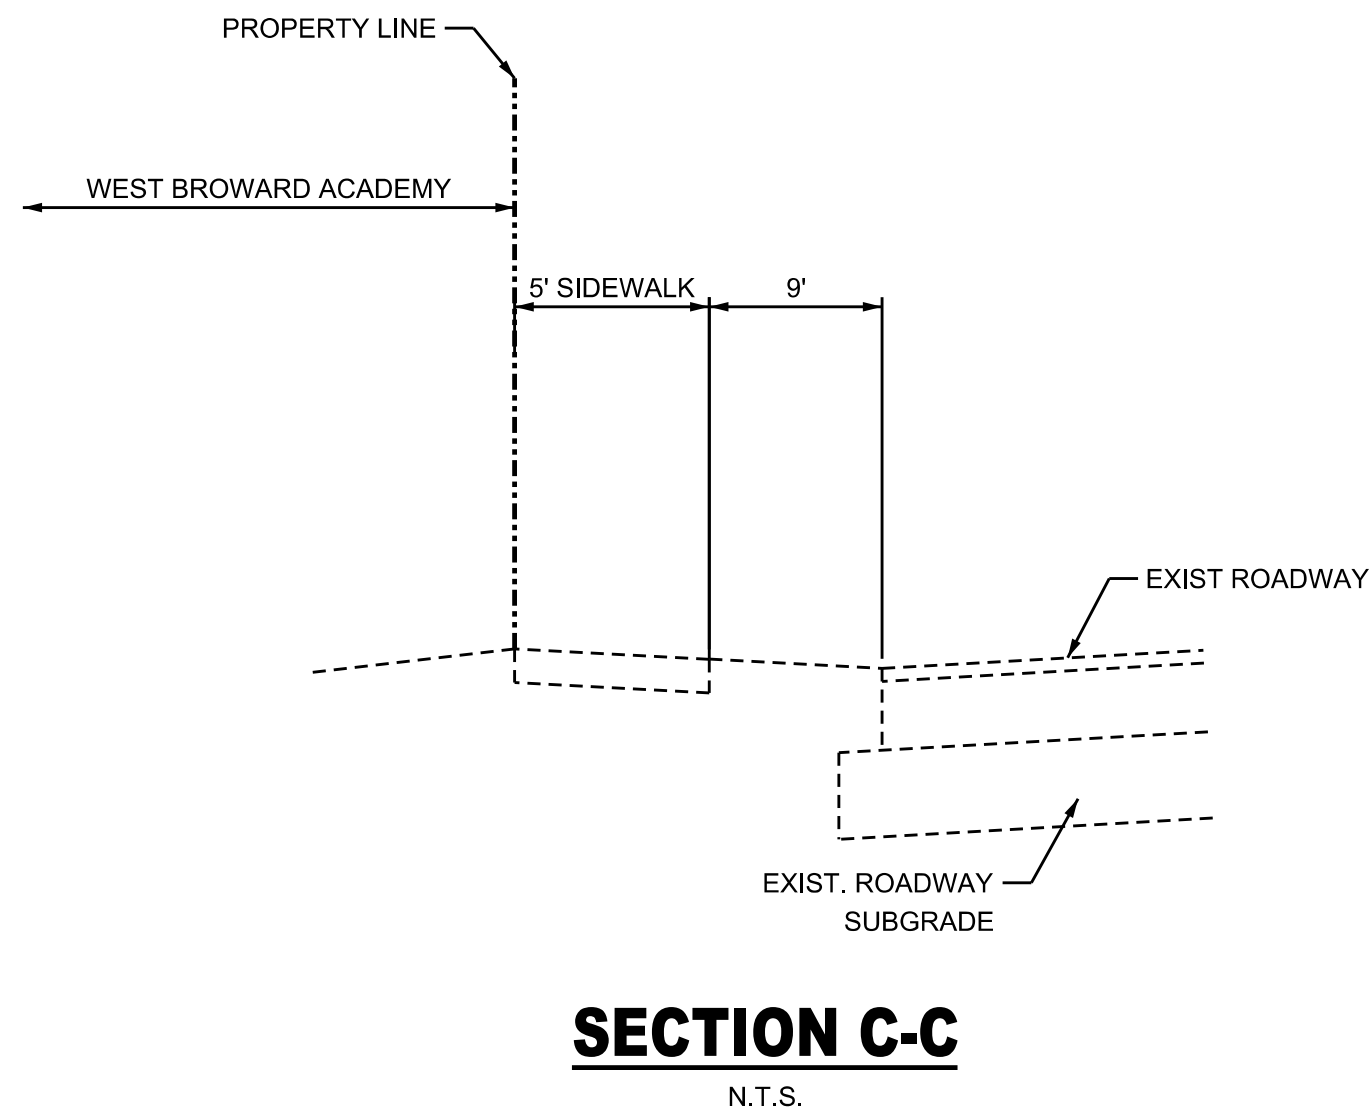 PROPERTY LINE
WEST BROWARD ACADEMY
5' SIDEWALK
9'
EXIST ROADWAY
EXIST. ROADWAY
SUBGRADE
SECTION C-C
N.T.S.